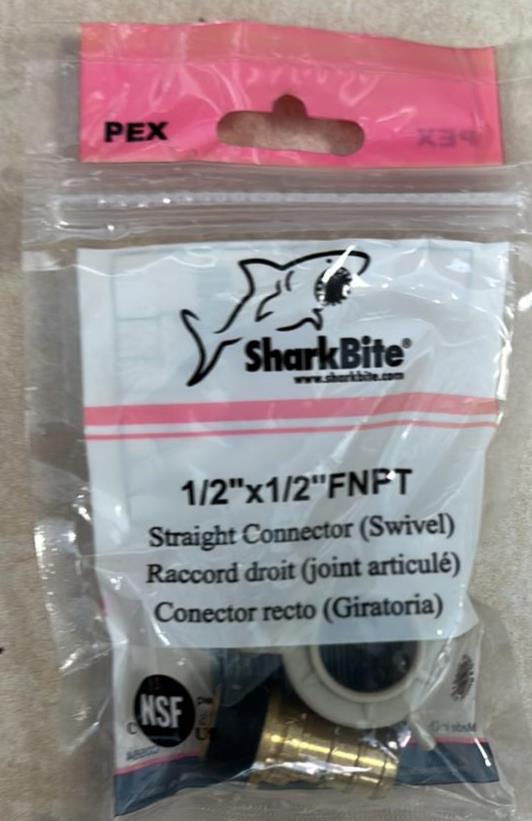 PEX
SharkBite®
www.sharkbite.com
1/2"x1/2"FNPT
Straight Connector (Swivel)
Raccord droit (joint articulé)
Conector recto (Giratoria)
NSF